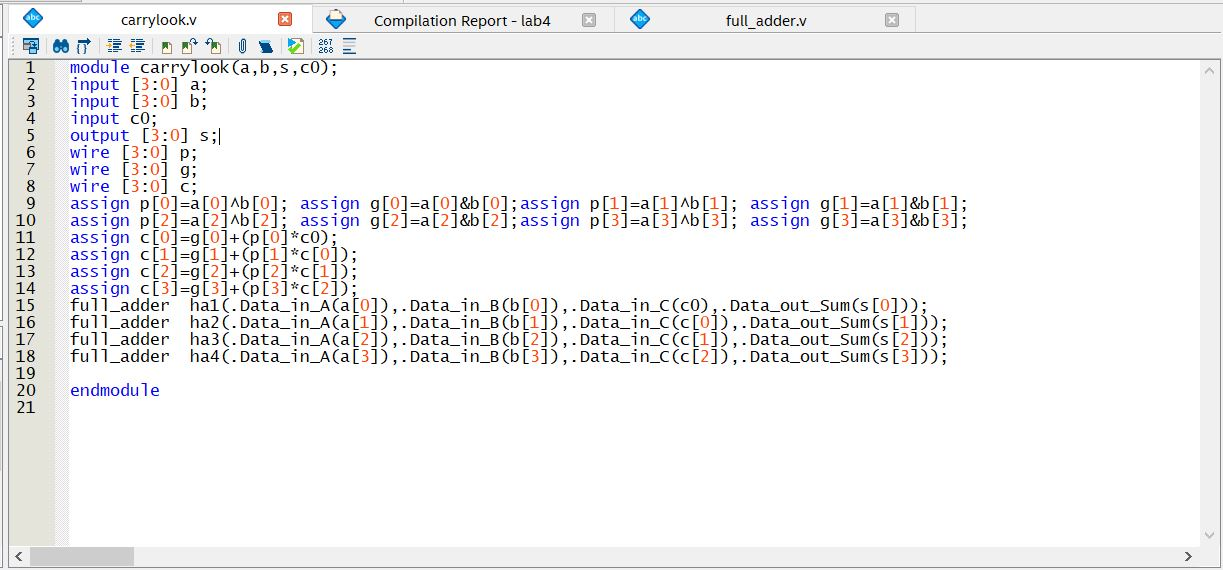 carrylook.v Compilation Report - lab4 full_adder.v
267
268
1 module carrylook(a,b,s,c0);
2 input [3:0] a;
3 input [3:0] b;
4 input c0;
5 output [3:0] s;
6 wire [3:0] p;
7 wire [3:0] g;
8 wire [3:0] c;
9 assign p[0]=a[0]^b[0]; assign g[0]=a[0]&b[0];assign p[1]=a[1]^b[1]; assign g[1]=a[1]&b[1];
10 assign p[2]=a[2]^b[2]; assign g[2]=a[2]&b[2];assign p[3]=a[3]^b[3]; assign g[3]=a[3]&b[3];
11 assign c[0]=g[0]+(p[0]*c0);
12 assign c[1]=g[1]+(p[1]*c[0]);
13 assign c[2]=g[2]+(p[2]*c[1]);
14 assign c[3]=g[3]+(p[3]*c[2]);
15 full_adder  ha1(.Data_in_A(a[0]),.Data_in_B(b[0]),.Data_in_C(c0),.Data_out_Sum(s[0]));
16 full_adder  ha2(.Data_in_A(a[1]),.Data_in_B(b[1]),.Data_in_C(c[0]),.Data_out_Sum(s[1]));
17 full_adder  ha3(.Data_in_A(a[2]),.Data_in_B(b[2]),.Data_in_C(c[1]),.Data_out_Sum(s[2]));
18 full_adder  ha4(.Data_in_A(a[3]),.Data_in_B(b[3]),.Data_in_C(c[2]),.Data_out_Sum(s[3]));
19
20 endmodule
21